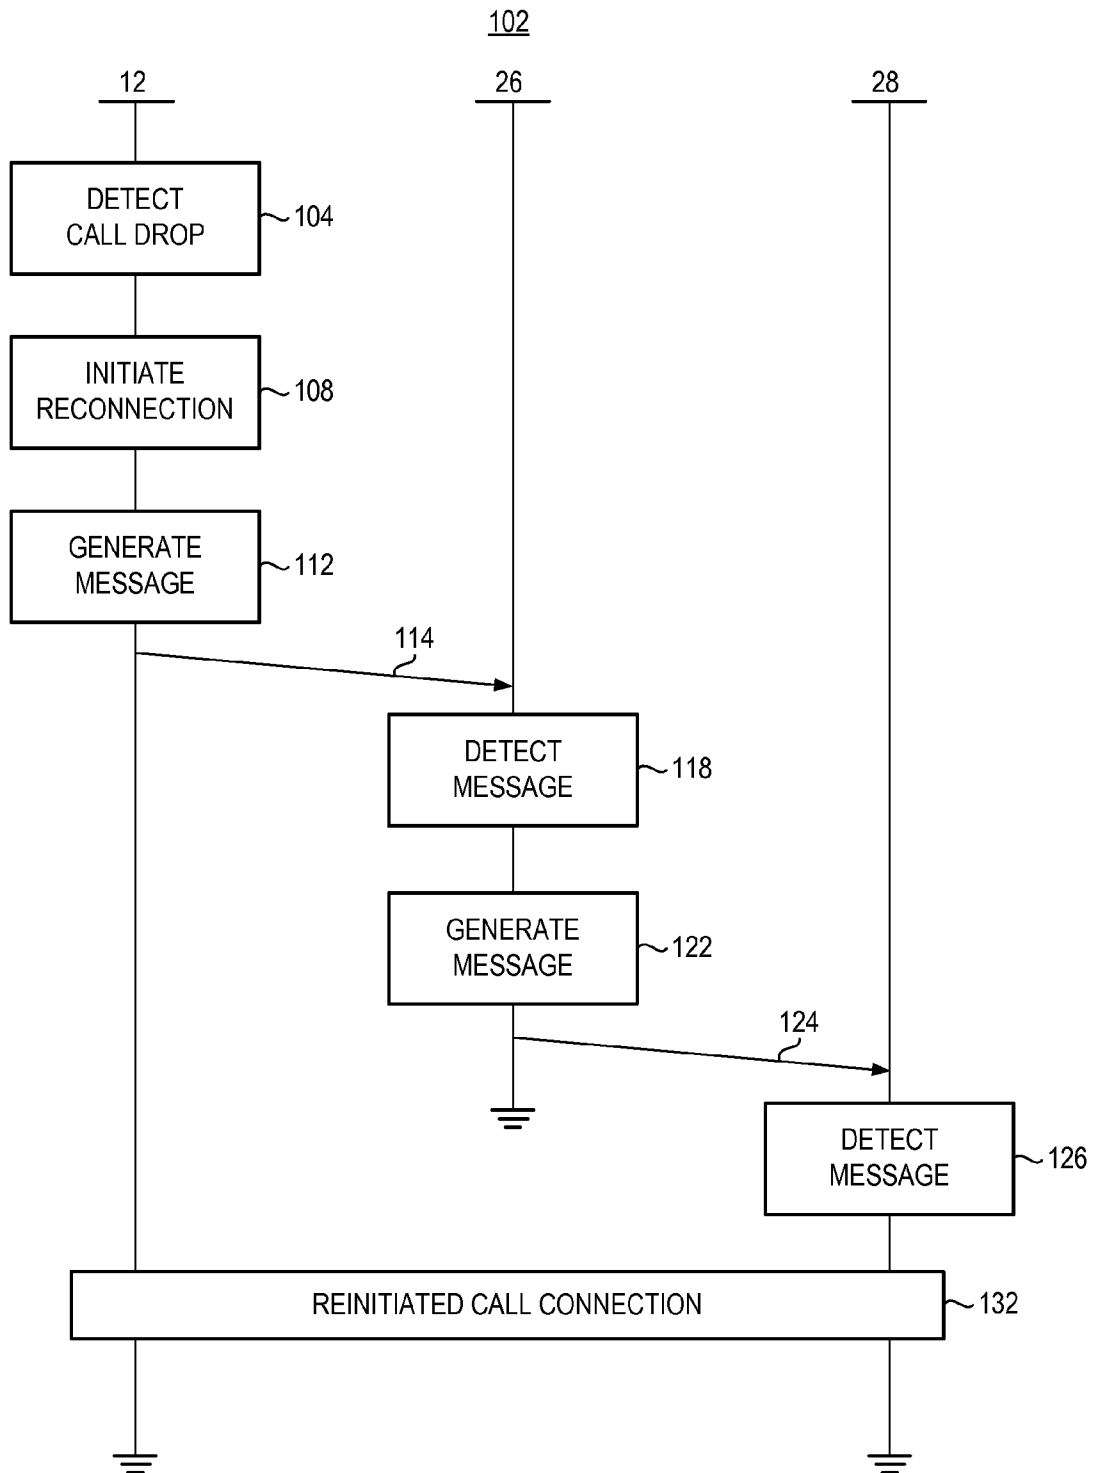 102
12
26
28
DETECT
CALL DROP
104
INITIATE
RECONNECTION
108
GENERATE
MESSAGE
112
114
DETECT
MESSAGE
118
GENERATE
MESSAGE
122
124
DETECT
MESSAGE
126
REINITIATED CALL CONNECTION
132